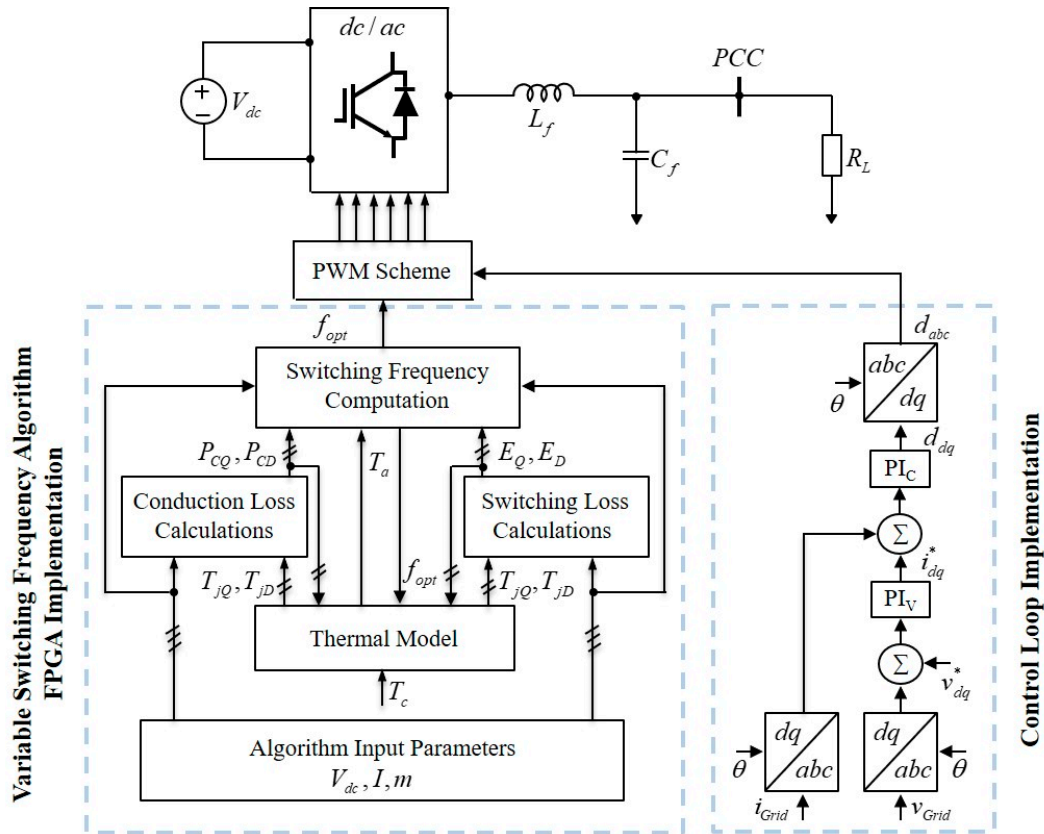 dc / ac
V_dc
+
−
L_f
PCC
C_f
R_L
PWM Scheme
f_opt
d_abc
Switching Frequency
Computation
abc
dq
θ
d_dq
P_CQ, P_CD
T_a
E_Q, E_D
PI_C
Conduction Loss
Calculations
Switching Loss
Calculations
Σ
i*_dq
T_jQ, T_jD
f_opt
T_jQ, T_jD
PI_V
Thermal Model
Σ
v*_dq
T_c
Algorithm Input Parameters
V_dc, I, m
dq
abc
θ
i_Grid
dq
abc
θ
v_Grid
Variable Switching Frequency Algorithm
FPGA Implementation
Control Loop Implementation